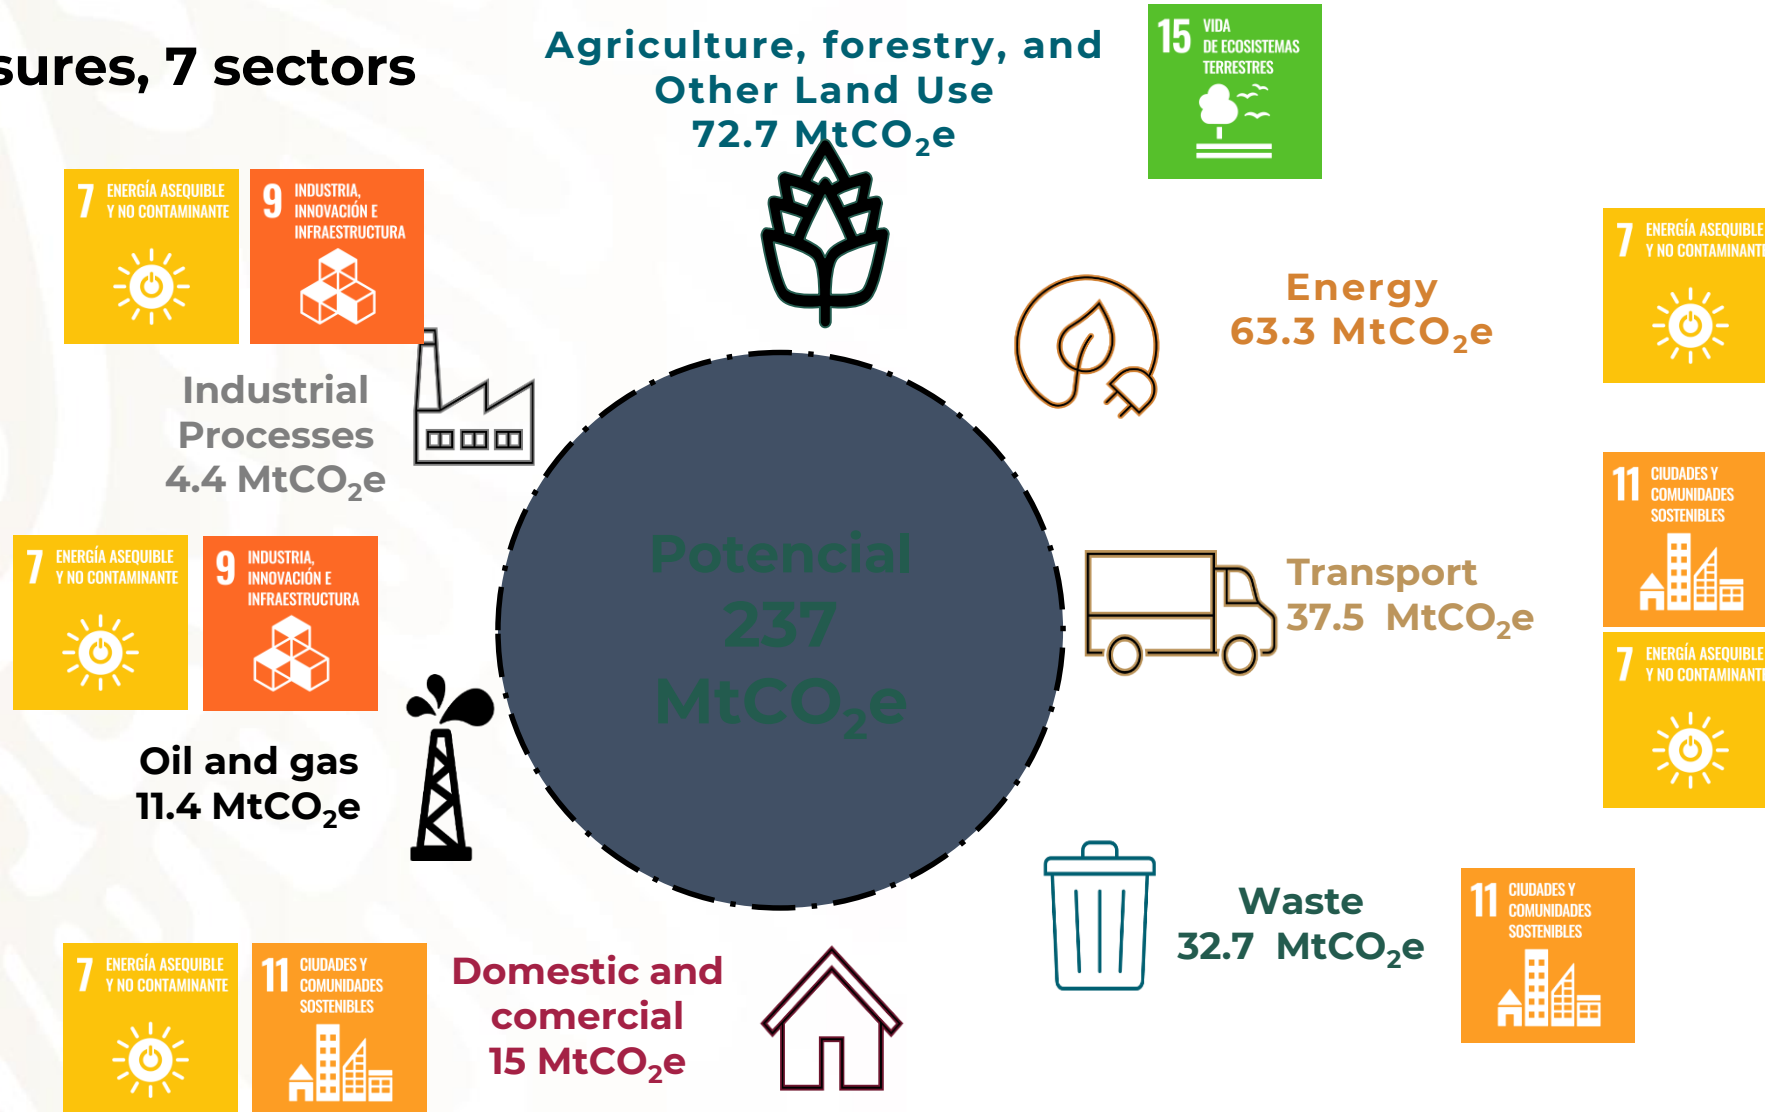 sures, 7 sectors
Agriculture, forestry, and
Other Land Use
72.7 MtCO₂e
15 VIDA
DE ECOSISTEMAS
TERRESTRES
7 ENERGÍA ASEQUIBLE
Y NO CONTAMINANTE
9 INDUSTRIA,
INNOVACIÓN E
INFRAESTRUCTURA
Industrial
Processes
4.4 MtCO₂e
Energy
63.3 MtCO₂e
7 ENERGÍA ASEQUIBLE
Y NO CONTAMINANTE
7 ENERGÍA ASEQUIBLE
Y NO CONTAMINANTE
9 INDUSTRIA,
INNOVACIÓN E
INFRAESTRUCTURA
Oil and gas
11.4 MtCO₂e
Potencial
237
MtCO₂e
Transport
37.5 MtCO₂e
11 CIUDADES Y
COMUNIDADES
SOSTENIBLES
7 ENERGÍA ASEQUIBLE
Y NO CONTAMINANTE
Waste
32.7 MtCO₂e
11 CIUDADES Y
COMUNIDADES
SOSTENIBLES
7 ENERGÍA ASEQUIBLE
Y NO CONTAMINANTE
11 CIUDADES Y
COMUNIDADES
SOSTENIBLES
Domestic and
comercial
15 MtCO₂e